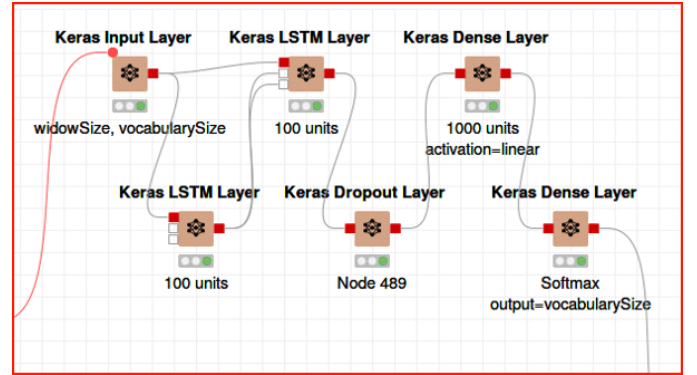 Keras Input Layer
Keras LSTM Layer
Keras Dense Layer
widowSize, vocabularySize
100 units
1000 units
activation=linear
Keras LSTM Layer
Keras Dropout Layer
Keras Dense Layer
100 units
Node 489
Softmax
output=vocabularySize